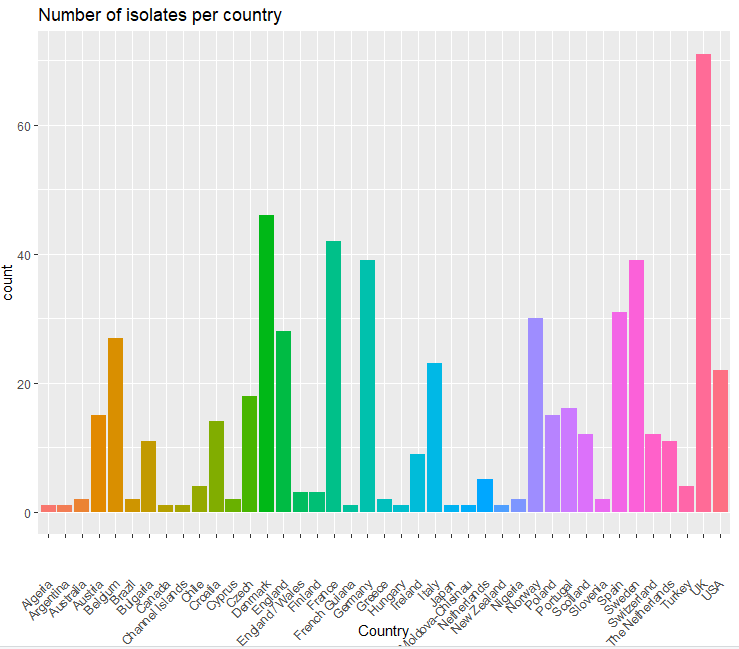 Number of isolates per country
count
60
40
20
0
Algeria
Argentina
Australia
Austria
Belgium
Brazil
Bulgaria
Canada
Channel Islands
Chile
Croatia
Cyprus
Czech
Denmark
England
England / Wales
Finland
France
French Guiana
Germany
Greece
Hungary
Ireland
Italy
Japan
Moldova-Chisinau
Netherlands
New Zealand
Nigeria
Norway
Poland
Portugal
Scotland
Slovenia
Spain
Sweden
Switzerland
The Netherlands
Turkey
UK
USA
Country